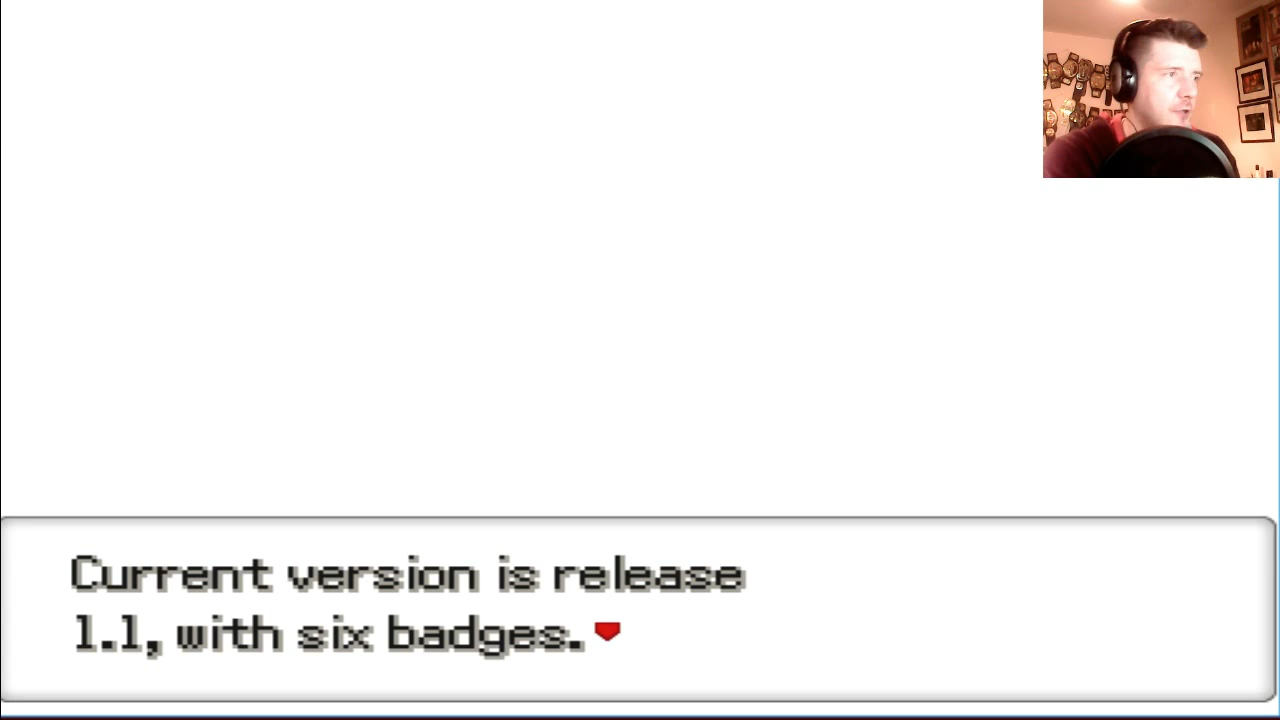 Current version is release
1.1, with six badges.